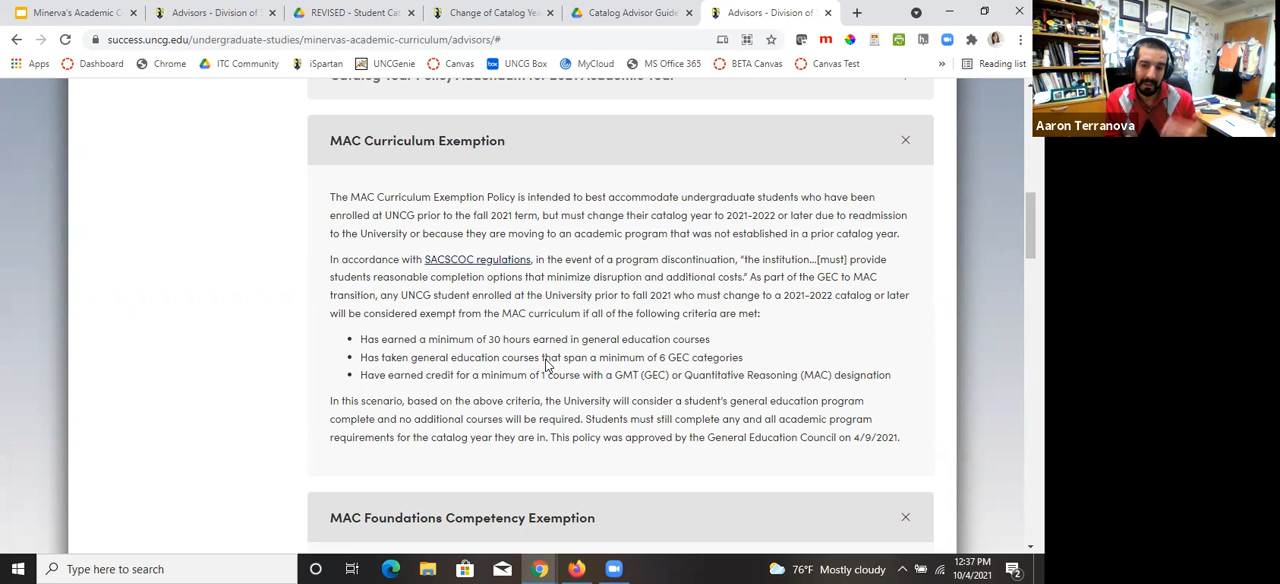 Minerva's Academic C
Advisors - Division of
REVISED - Student Cat
Change of Catalog Yea
Catalog Advisor Guide
Advisors - Division of
success.uncg.edu/undergraduate-studies/minervas-academic-curriculum/advisors/#
Apps
Dashboard
Chrome
ITC Community
iSpartan
UNCGenie
Canvas
UNCG Box
MyCloud
MS Office 365
BETA Canvas
Canvas Test
»
Reading list
Catalog Year Policy Addendum for 2021 Academic Year
MAC Curriculum Exemption
The MAC Curriculum Exemption Policy is intended to best accommodate undergraduate students who have been
enrolled at UNCG prior to the fall 2021 term, but must change their catalog year to 2021-2022 or later due to readmission
to the University or because they are moving to an academic program that was not established in a prior catalog year.
In accordance with SACSCOC regulations, in the event of a program discontinuation, “the institution...[must] provide
students reasonable completion options that minimize disruption and additional costs.” As part of the GEC to MAC
transition, any UNCG student enrolled at the University prior to fall 2021 who must change to a 2021-2022 catalog or later
will be considered exempt from the MAC curriculum if all of the following criteria are met:
• Has earned a minimum of 30 hours earned in general education courses
• Has taken general education courses that span a minimum of 6 GEC categories
• Have earned credit for a minimum of 1 course with a GMT (GEC) or Quantitative Reasoning (MAC) designation
In this scenario, based on the above criteria, the University will consider a student's general education program
complete and no additional courses will be required. Students must still complete any and all academic program
requirements for the catalog year they are in. This policy was approved by the General Education Council on 4/9/2021.
MAC Foundations Competency Exemption
Aaron Terranova
Type here to search
76°F Mostly cloudy
12:37 PM
10/4/2021
2